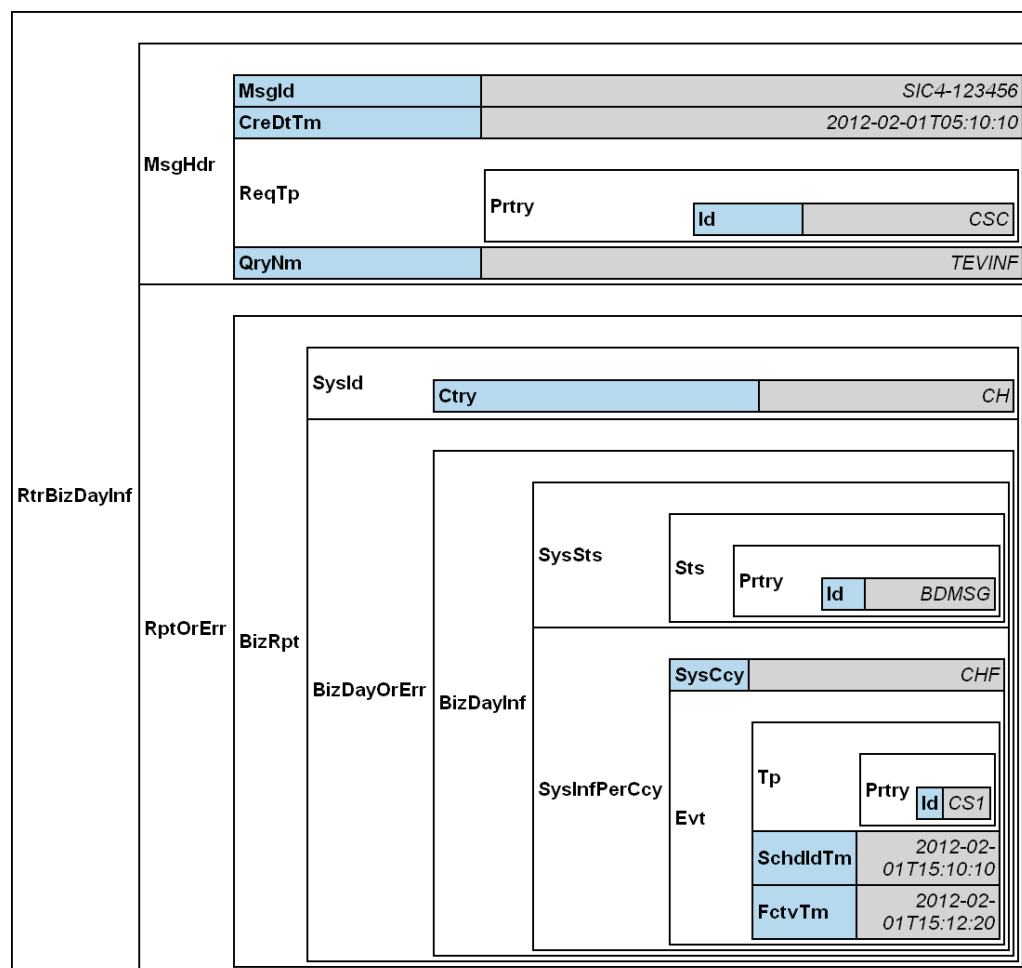 MsgId SIC4-123456
CreDtTm 2012-02-01T05:10:10
MsgHdr
ReqTp
Prtry
Id CSC
QryNm TEVINF
SysId
Ctry CH
RtrBizDayInf
SysSts
Sts
Prtry
Id BDMSG
RptOrErr
BizRpt
BizDayOrErr
BizDayInf
SysCcy CHF
SysInfPerCcy
Tp
Prtry
Id CS1
Evt
SchdldTm 2012-02-
01T15:10:10
FctvTm 2012-02-
01T15:12:20